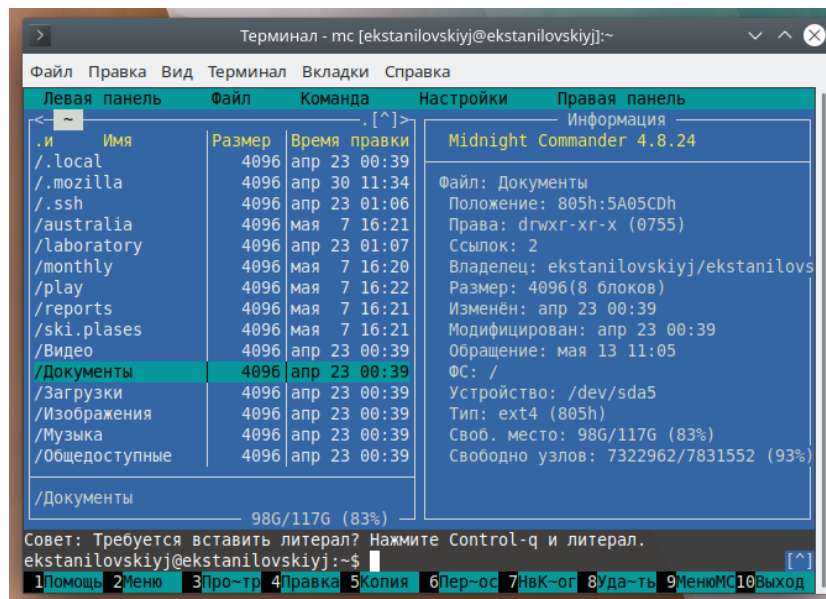 Терминал - mc [ekstanilovskiyj@ekstanilovskiyj]:~
Файл Правка Вид Терминал Вкладки Справка
Левая панель Файл Команда Настройки Правая панель
<— ~ .[^]>
.и Имя Размер Время правки
/.local 4096 апр 23 00:39
/.mozilla 4096 апр 30 11:34
/.ssh 4096 апр 23 01:06
/australia 4096 мая 7 16:21
/laboratory 4096 апр 23 01:07
/monthly 4096 мая 7 16:20
/play 4096 мая 7 16:22
/reports 4096 мая 7 16:21
/ski.plases 4096 мая 7 16:21
/Видео 4096 апр 23 00:39
/Документы 4096 апр 23 00:39
/Загрузки 4096 апр 23 00:39
/Изображения 4096 апр 23 00:39
/Музыка 4096 апр 23 00:39
/Общедоступные 4096 апр 23 00:39
/Документы
98G/117G (83%)
Информация
Midnight Commander 4.8.24
Файл: Документы
Положение: 805h:5A05CDh
Права: drwxr-xr-x (0755)
Ссылок: 2
Владелец: ekstanilovskiyj/ekstanilovs
Размер: 4096(8 блоков)
Изменён: апр 23 00:39
Модифицирован: апр 23 00:39
Обращение: мая 13 11:05
ФС: /
Устройство: /dev/sda5
Тип: ext4 (805h)
Своб. место: 98G/117G (83%)
Свободно узлов: 7322962/7831552 (93%)
Совет: Требуется вставить литерал? Нажмите Control-q и литерал.
ekstanilovskiyj@ekstanilovskiyj:~$ [^]
1Помощь 2Меню 3Про~тр 4Правка 5Копия 6Пер~ос 7НвК~ог 8Уда~ть 9МенюMC 10Выход